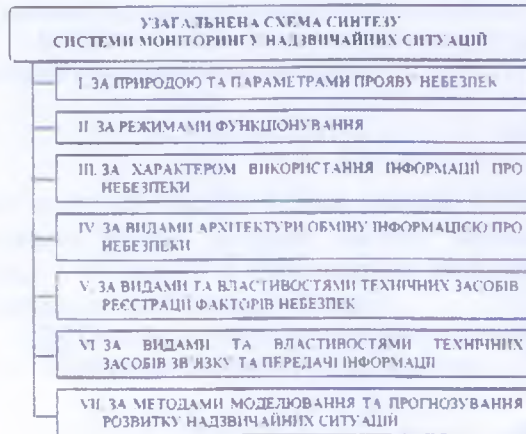 УЗАГАЛЬНЕНА СХЕМА СИНТЕЗУ
СИСТЕМИ МОНІТОРИНГУ НАДЗВИЧАЙНИХ СИТУАЦІЙ
І. ЗА ПРИРОДОЮ ТА ПАРАМЕТРАМИ ПРОЯВУ НЕБЕЗПЕК
ІІ. ЗА РЕЖИМАМИ ФУНКЦІОНУВАННЯ
ІІІ. ЗА ХАРАКТЕРОМ ВИКОРИСТАННЯ ІНФОРМАЦІЇ ПРО
НЕБЕЗПЕКИ
IV. ЗА ВИДАМИ АРХІТЕКТУРИ ОБМІНУ ІНФОРМАЦІЄЮ ПРО
НЕБЕЗПЕКИ
V. ЗА ВИДАМИ ТА ВЛАСТИВОСТЯМИ ТЕХНІЧНИХ ЗАСОБІВ
РЕЄСТРАЦІЇ ФАКТОРІВ НЕБЕЗПЕК
VI. ЗА ВИДАМИ ТА ВЛАСТИВОСТЯМИ ТЕХНІЧНИХ
ЗАСОБІВ ЗВ'ЯЗКУ ТА ПЕРЕДАЧІ ІНФОРМАЦІЇ
VII. ЗА МЕТОДАМИ МОДЕЛЮВАННЯ ТА ПРОГНОЗУВАННЯ
РОЗВИТКУ НАДЗВИЧАЙНИХ СИТУАЦІЙ